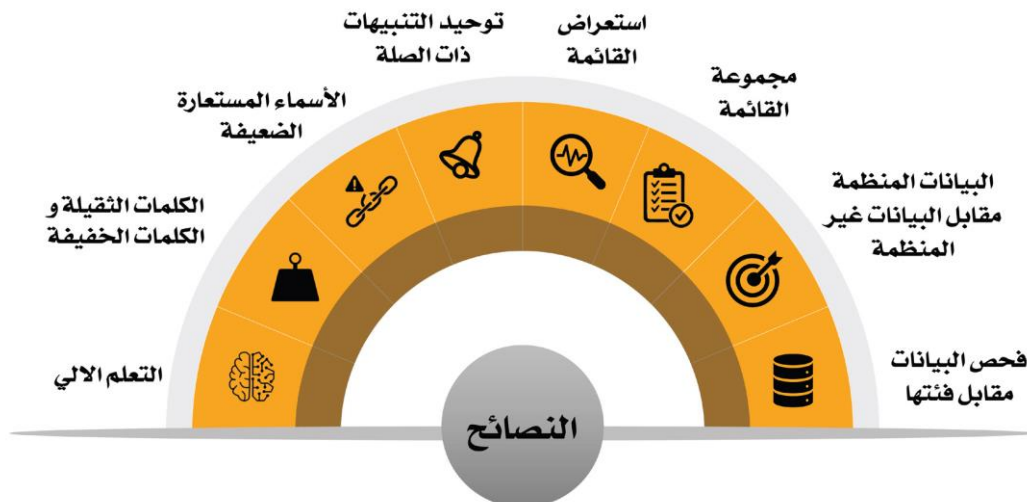 فحص البيانات
مقابل فئتها
البيانات المنظمة
مقابل البيانات غير
المنظمة
مجموعة
القائمة
استعراض
القائمة
توحيد التنبيهات
ذات الصلة
الأسماء المستعارة
الضعيفة
الكلمات الثقيلة و
الكلمات الخفيفة
التعلم الالي
النصائح